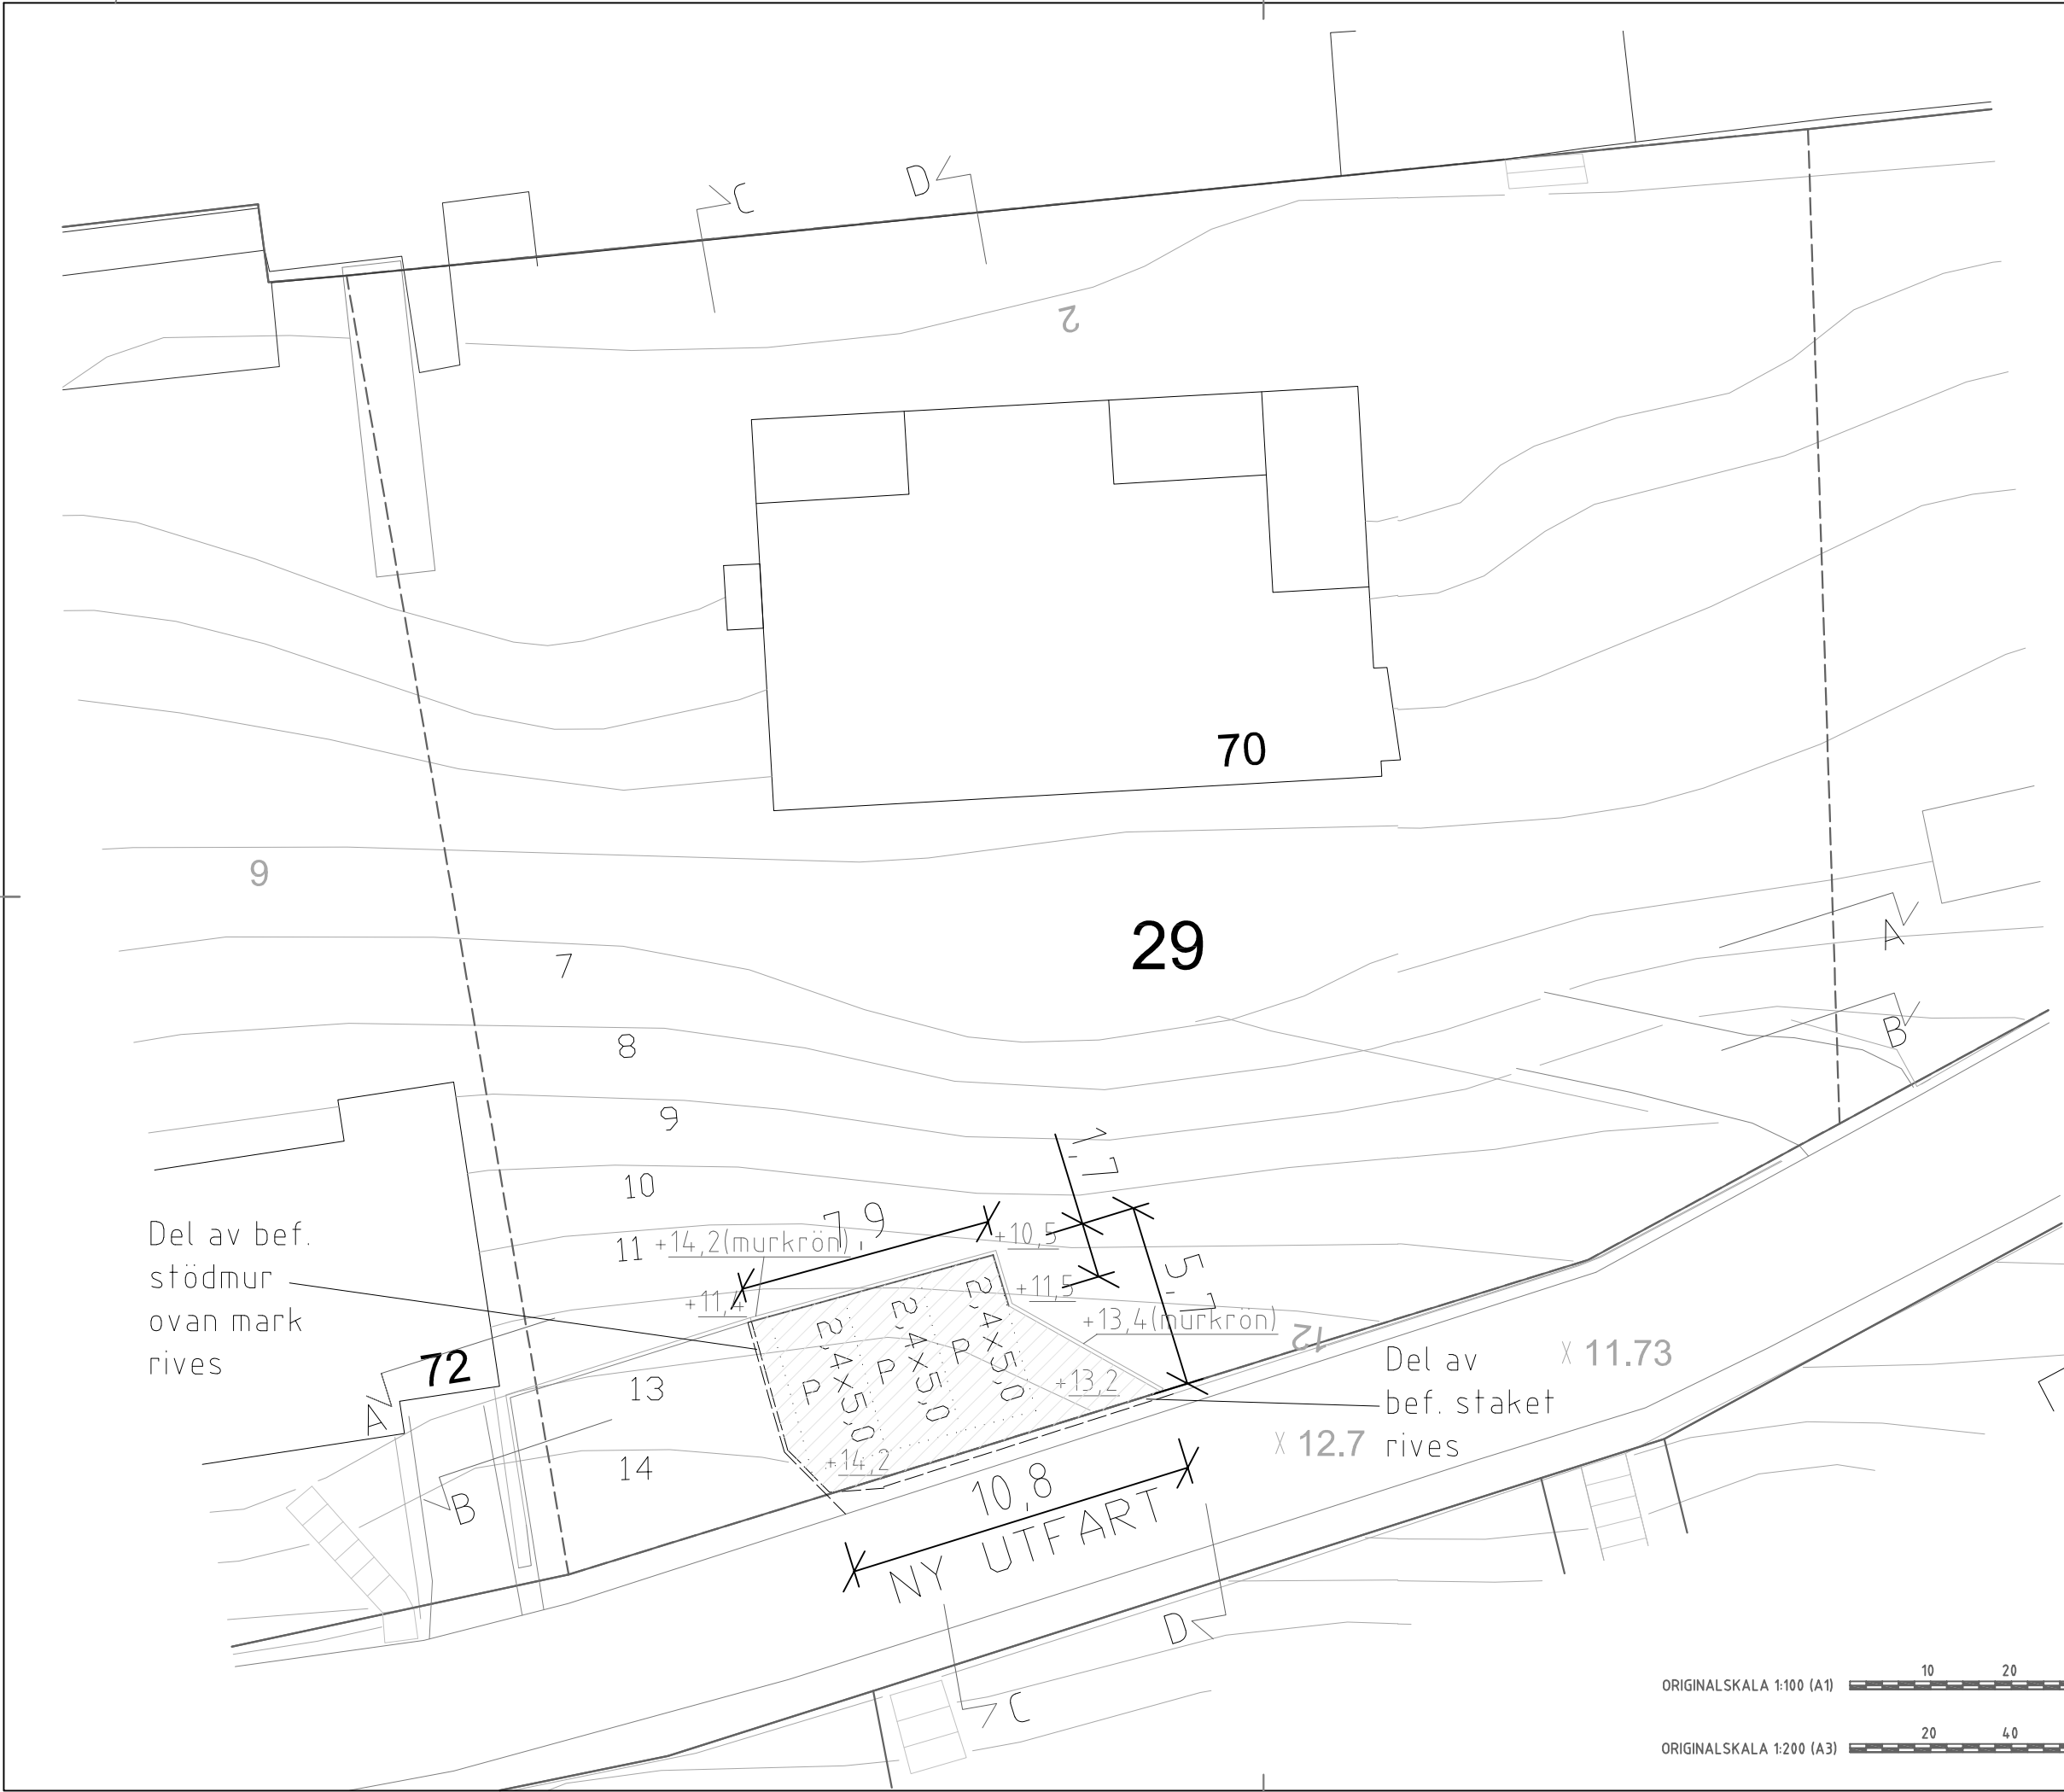 C
D
2
70
6
29
7
A
8
B
9
1,1
10
7,9
+10,5
Del av bef.
stödmur
ovan mark
rives
11
+14,2(murkrön)
5,1
+11,4
+11,5
+13,4(murkrön)
12
2,4x5,0
2,4x5,0
2,4x5,0
P
P
P
72
13
+13,2
Del av
bef. staket
rives
X 11.73
A
X 12.7
14
+14,2
B
10,8
NY UTFART
D
C
ORIGINALSKALA 1:100 (A1)
10 20
ORIGINALSKALA 1:200 (A3)
20 40